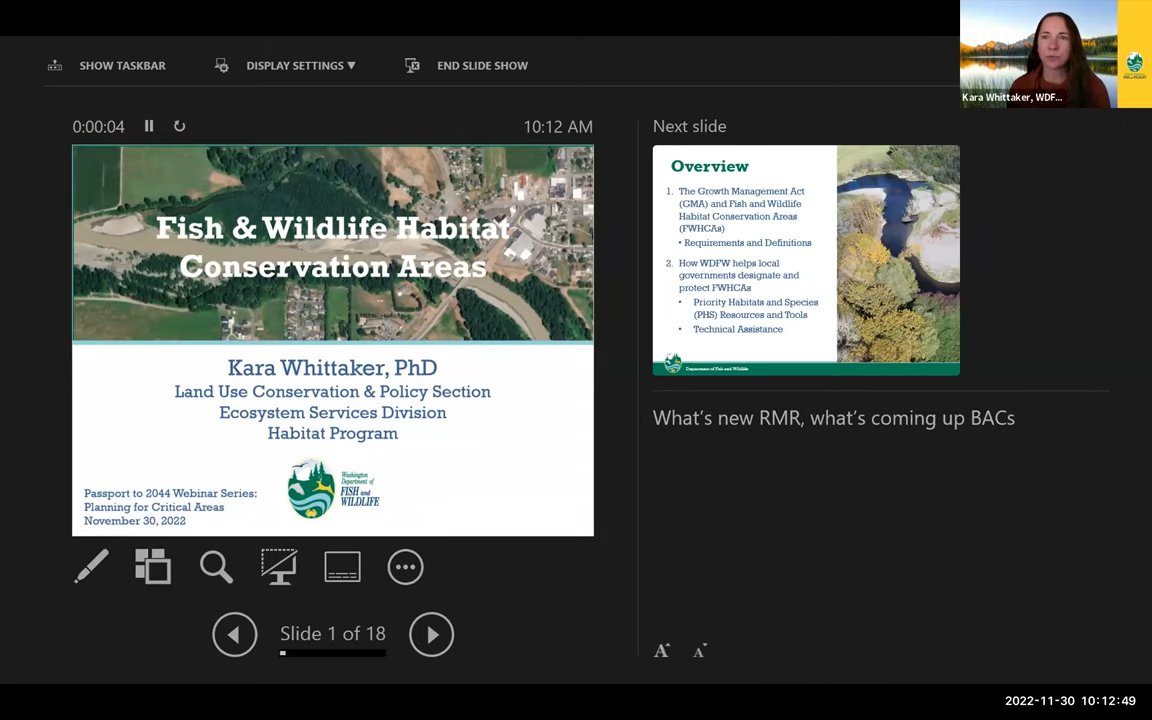 SHOW TASKBAR
DISPLAY SETTINGS ▼
END SLIDE SHOW
Kara Whittaker, WDF...
0:00:04
10:12 AM
Fish & Wildlife Habitat
Conservation Areas
Kara Whittaker, PhD
Land Use Conservation & Policy Section
Ecosystem Services Division
Habitat Program
Washington
Department of
FISH and
WILDLIFE
Passport to 2044 Webinar Series:
Planning for Critical Areas
November 30, 2022
Slide 1 of 18
Next slide
Overview
1. The Growth Management Act
(GMA) and Fish and Wildlife
Habitat Conservation Areas
(FWHCAs)
• Requirements and Definitions
2. How WDFW helps local
governments designate and
protect FWHCAs
• Priority Habitats and Species
(PHS) Resources and Tools
• Technical Assistance
Department of Fish and Wildlife
What's new RMR, what's coming up BACs
A A
2022-11-30 10:12:49